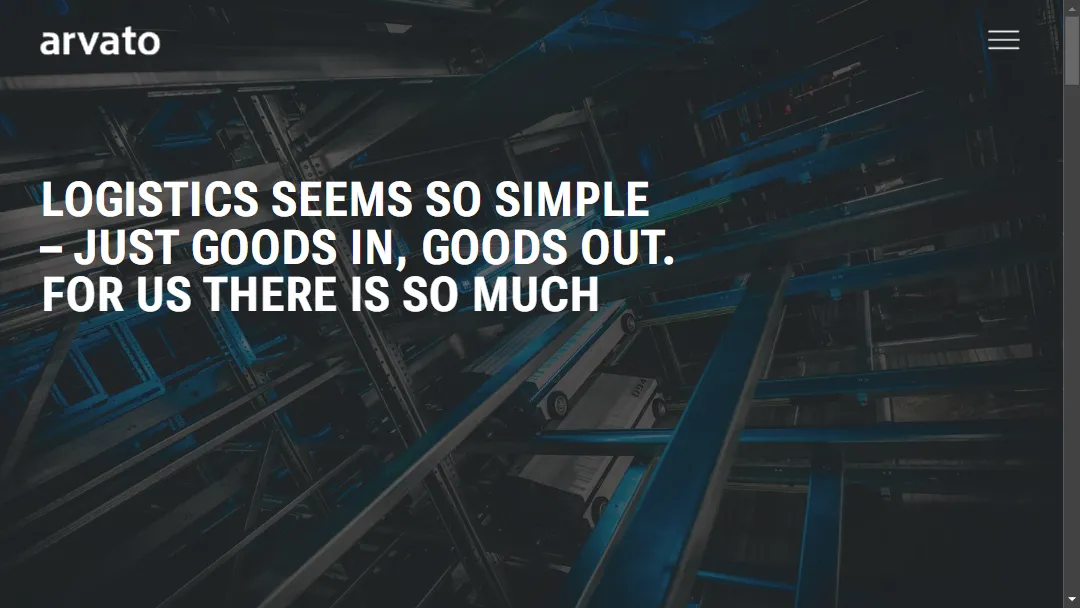 arvato
LOGISTICS SEEMS SO SIMPLE
– JUST GOODS IN, GOODS OUT.
FOR US THERE IS SO MUCH